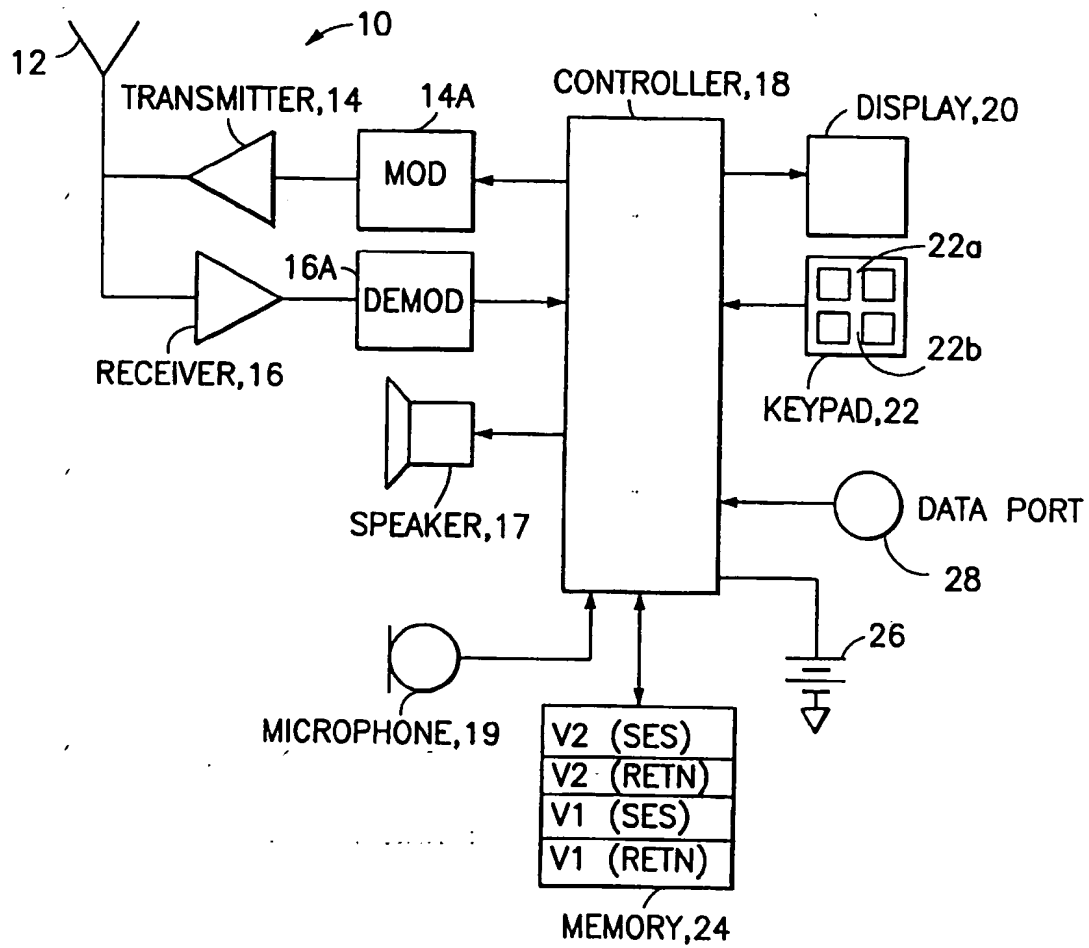 10
12
TRANSMITTER,14
14A
MOD
CONTROLLER,18
DISPLAY,20
22a
16A
DEMOD
22b
RECEIVER,16
KEYPAD,22
SPEAKER,17
DATA PORT
28
26
MICROPHONE,19
V2 (SES)
V2 (RETN)
V1 (SES)
V1 (RETN)
MEMORY,24